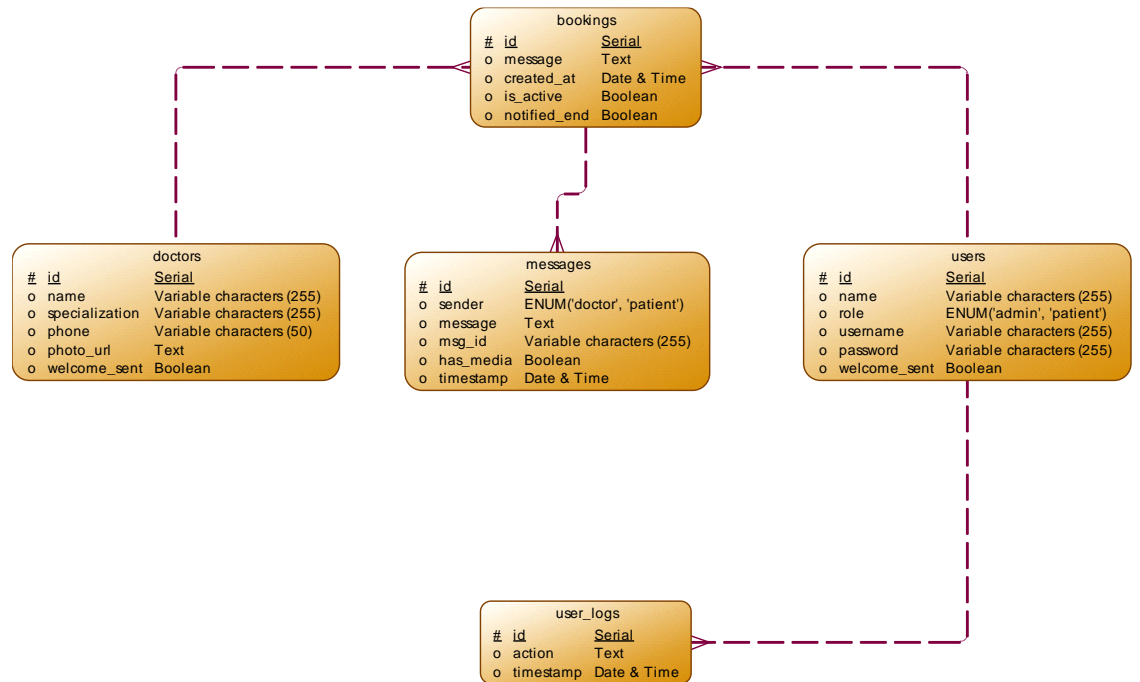 bookings
# id Serial
o message Text
o created_at Date & Time
o is_active Boolean
o notified_end Boolean
doctors
# id Serial
o name Variable characters (255)
o specialization Variable characters (255)
o phone Variable characters (50)
o photo_url Text
o welcome_sent Boolean
messages
# id Serial
o sender ENUM('doctor', 'patient')
o message Text
o msg_id Variable characters (255)
o has_media Boolean
o timestamp Date & Time
users
# id Serial
o name Variable characters (255)
o role ENUM('admin', 'patient')
o username Variable characters (255)
o password Variable characters (255)
o welcome_sent Boolean
user_logs
# id Serial
o action Text
o timestamp Date & Time